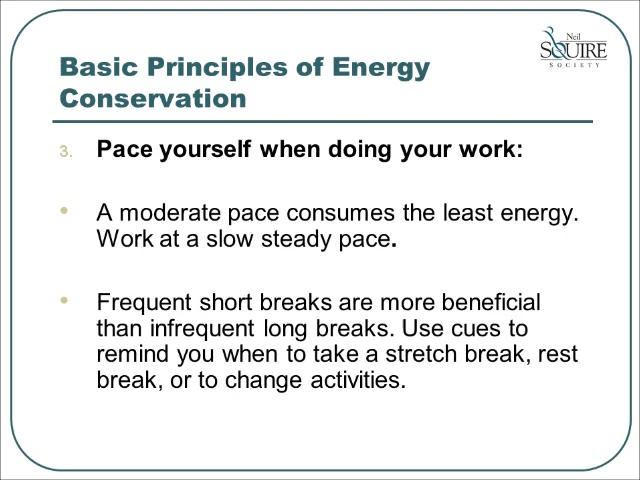 Neil
SQUIRE
SOCIETY
Basic Principles of Energy
Conservation
3. Pace yourself when doing your work:
• A moderate pace consumes the least energy.
Work at a slow steady pace.
• Frequent short breaks are more beneficial
than infrequent long breaks. Use cues to
remind you when to take a stretch break, rest
break, or to change activities.